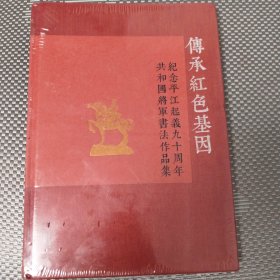 傳承紅色基因
紀念平江起義九十周年
共和國將軍書法作品集